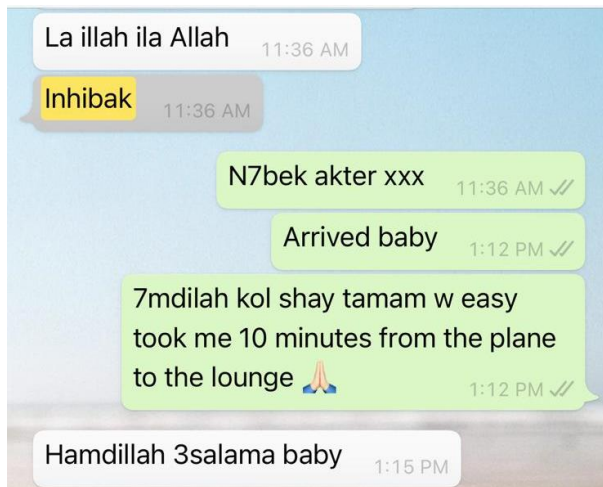 La illah ila Allah 11:36 AM
Inhibak 11:36 AM
N7bek akter xxx 11:36 AM
Arrived baby 1:12 PM
7mdilah kol shay tamam w easy
took me 10 minutes from the plane
to the lounge 🙏🏻 1:12 PM
Hamdillah 3salama baby 1:15 PM